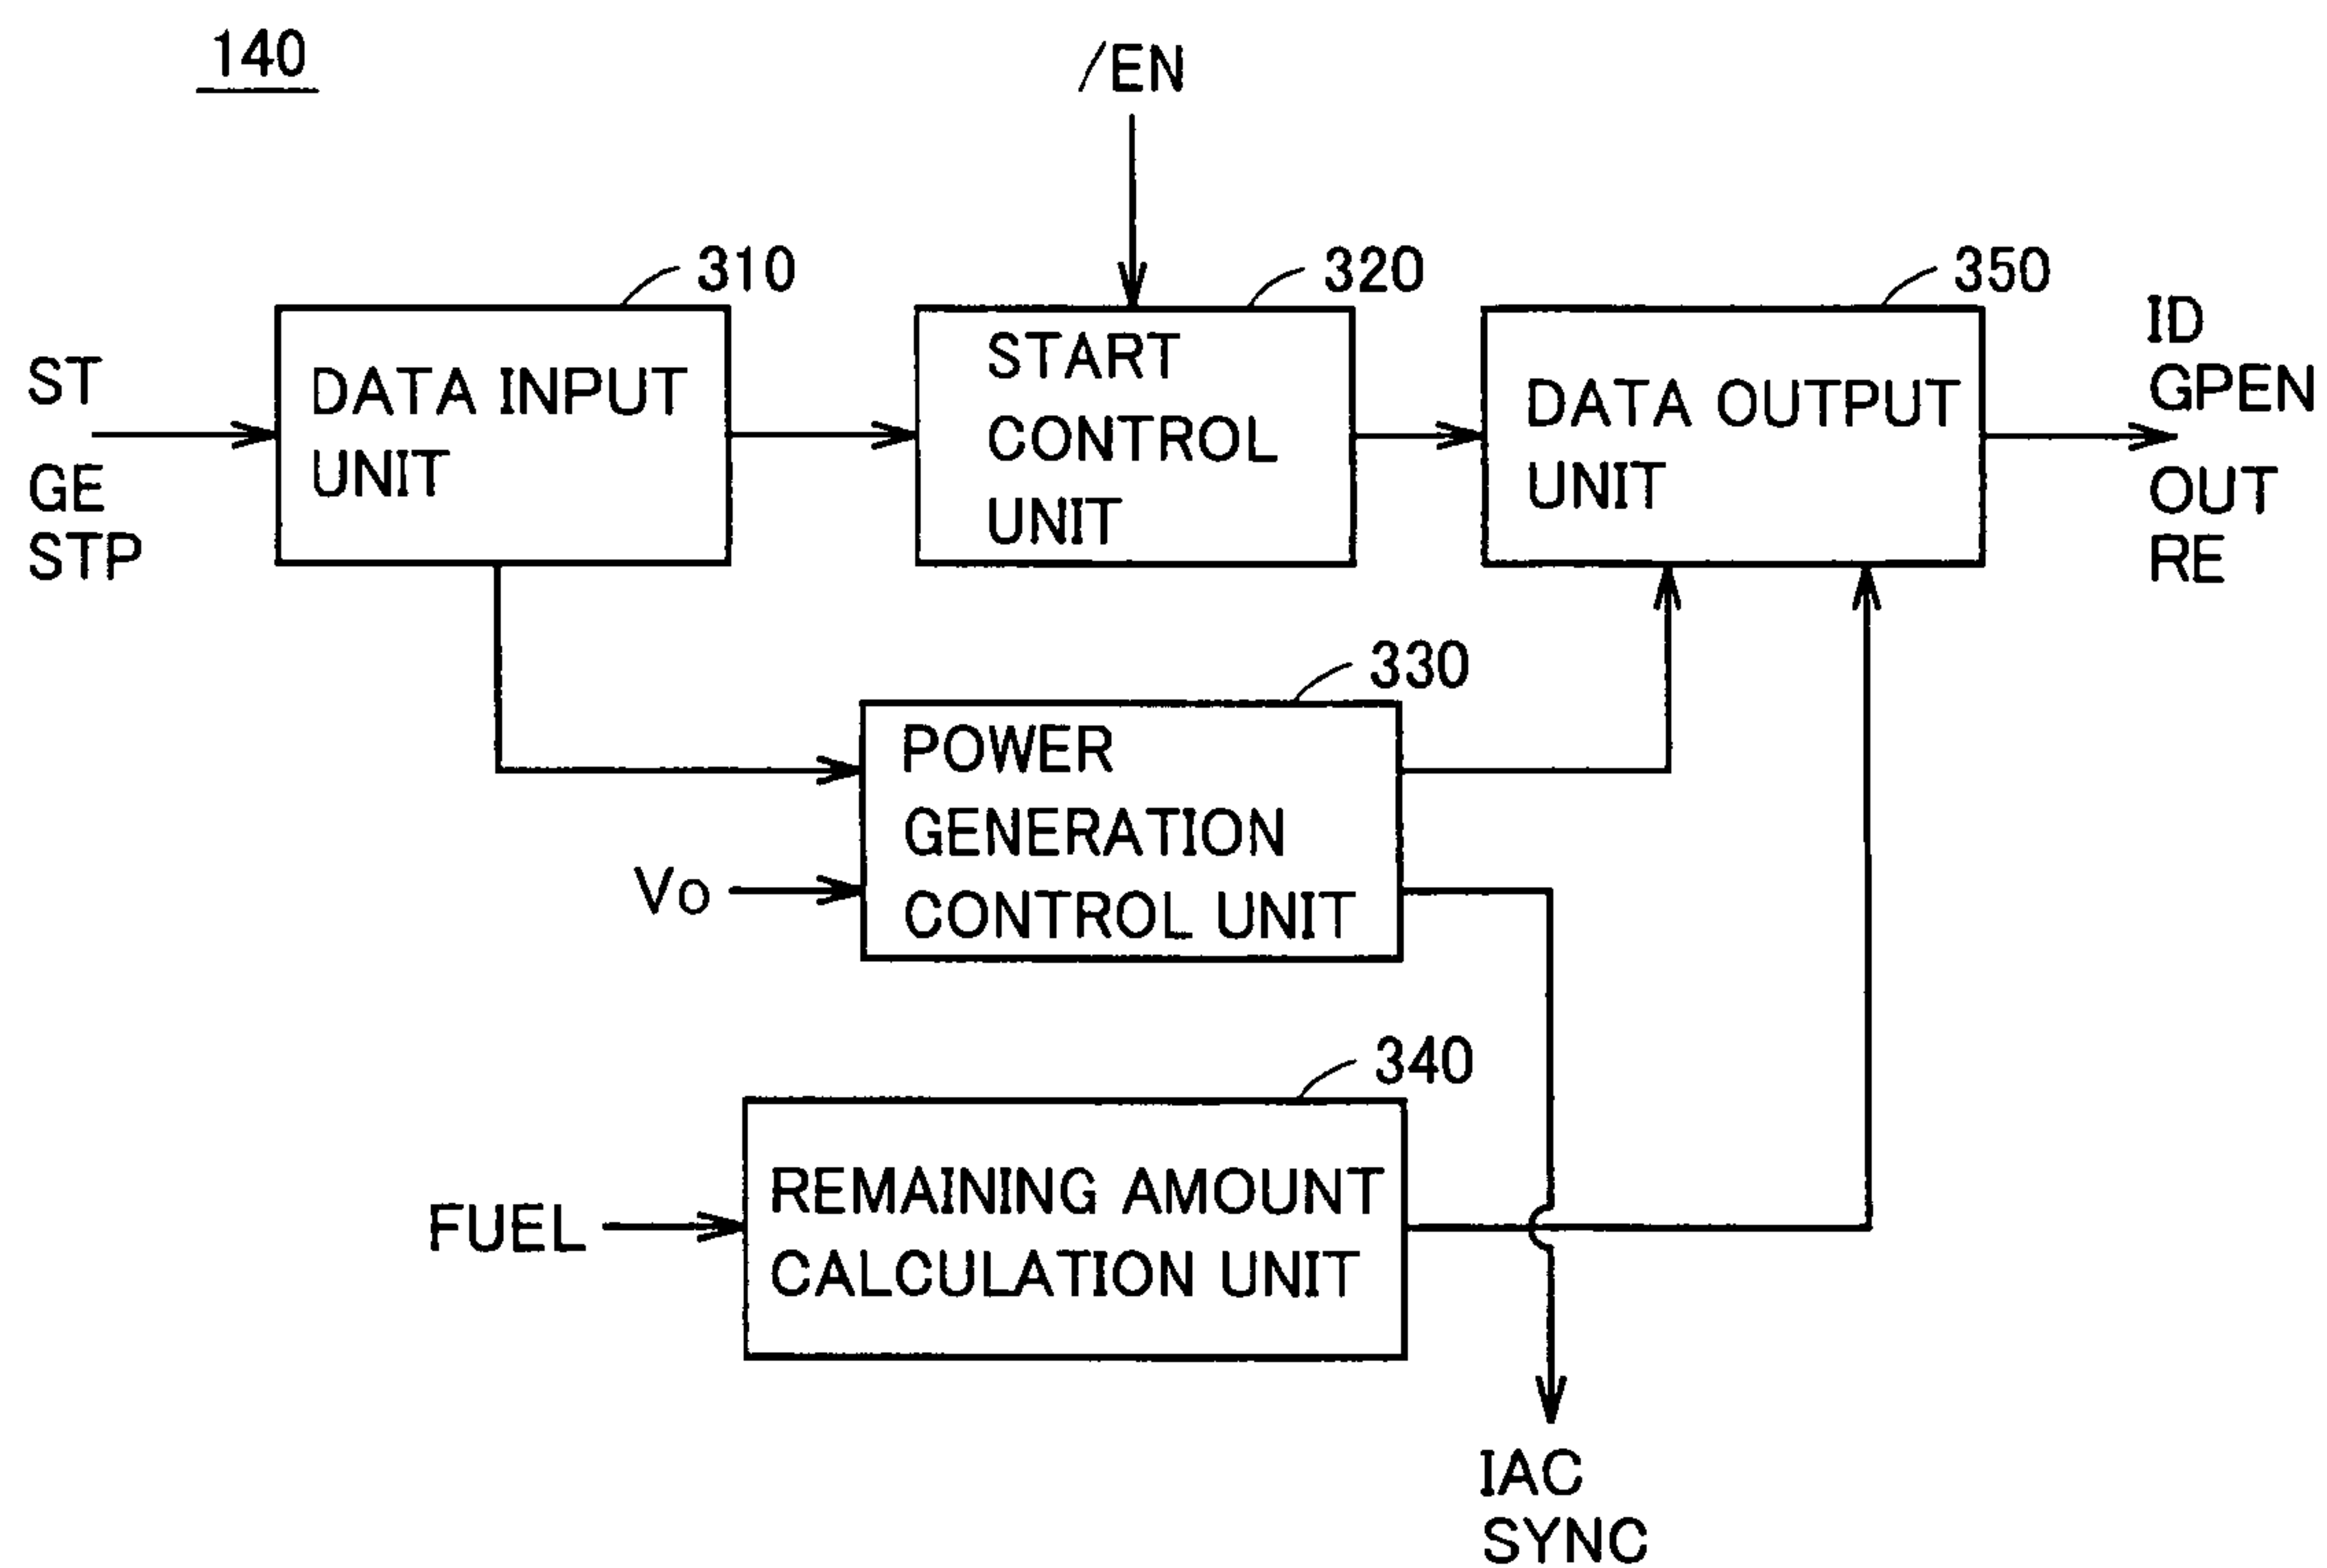 140
/EN
310
320
350
ST
GE
STP
DATA INPUT
UNIT
START
CONTROL
UNIT
DATA OUTPUT
UNIT
ID
GPEN
OUT
RE
330
POWER
GENERATION
CONTROL UNIT
Vo
340
FUEL
REMAINING AMOUNT
CALCULATION UNIT
IAC
SYNC